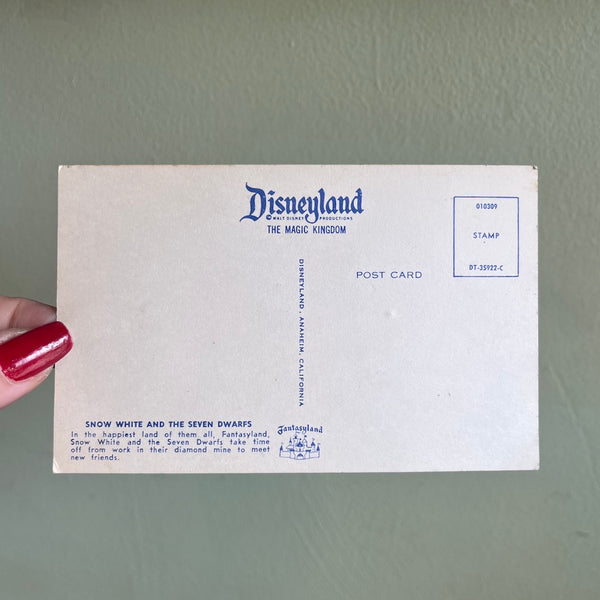 Disneyland
© WALT DISNEY PRODUCTIONS
THE MAGIC KINGDOM
010309
STAMP
DT-35922-C
POST CARD
DISNEYLAND, ANAHEIM, CALIFORNIA
SNOW WHITE AND THE SEVEN DWARFS
In the happiest land of them all, Fantasyland,
Snow White and the Seven Dwarfs take time
off from work in their diamond mine to meet
new friends.
Fantasyland